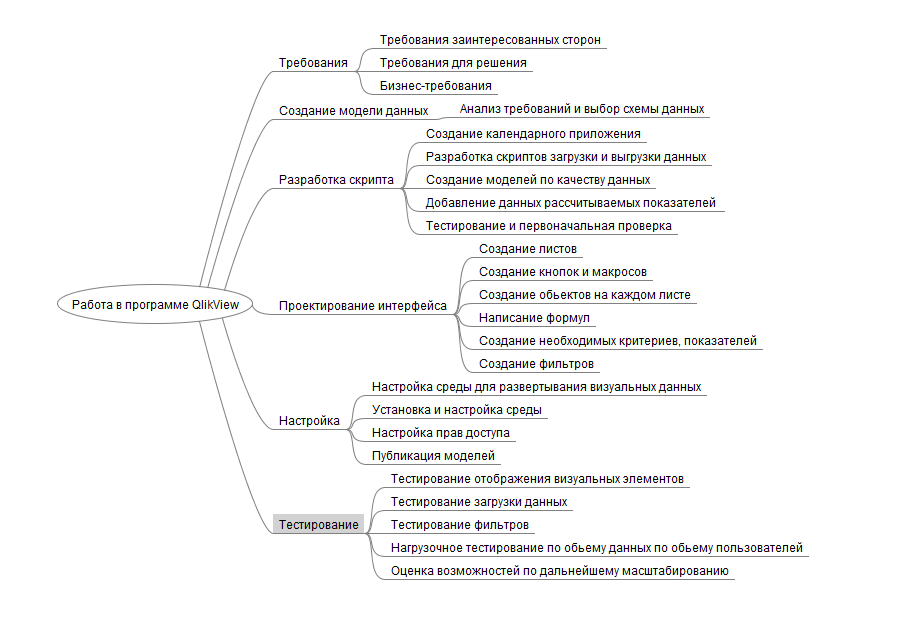 Работа в программе QlikView
Требования
Требования заинтересованных сторон
Требования для решения
Бизнес-требования
Создание модели данных
Анализ требований и выбор схемы данных
Разработка скрипта
Создание календарного приложения
Разработка скриптов загрузки и выгрузки данных
Создание моделей по качеству данных
Добавление данных рассчитываемых показателей
Тестирование и первоначальная проверка
Проектирование интерфейса
Создание листов
Создание кнопок и макросов
Создание обьектов на каждом листе
Написание формул
Создание необходимых критериев, показателей
Создание фильтров
Настройка
Настройка среды для развертывания визуальных данных
Установка и настройка среды
Настройка прав доступа
Публикация моделей
Тестирование
Тестирование отображения визуальных элементов
Тестирование загрузки данных
Тестирование фильтров
Нагрузочное тестирование по обьему данных по обьему пользователей
Оценка возможностей по дальнейшему масштабированию